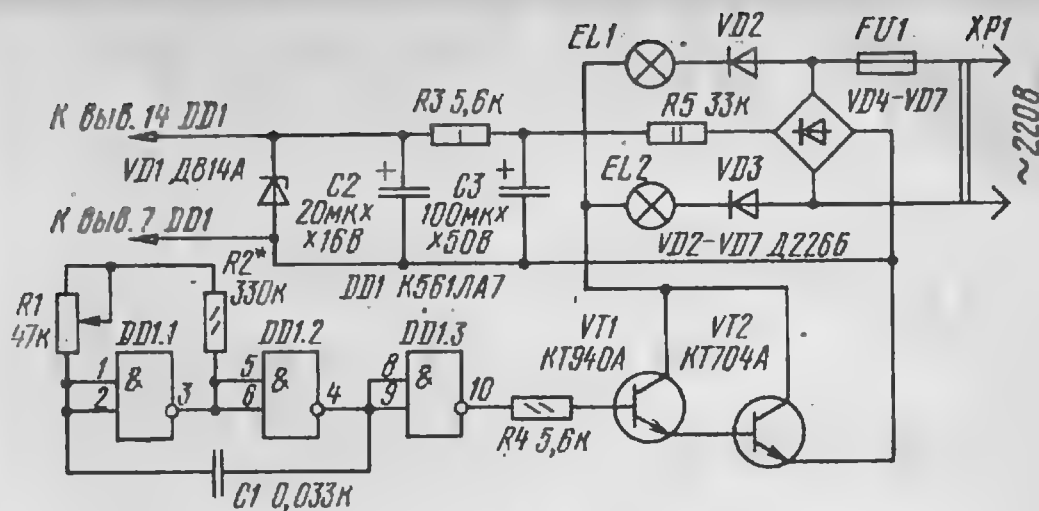 EL1
VD2
FU1
XP1
К выв. 14 DD1
R3 5,6к
R5 33к
VD4-VD7
VD1 Д814А
EL2
VD3
~220В
+
+
C2
20мк×
×16В
C3
100мк×
×50В
К выв. 7 DD1
VD2-VD7 Д226Б
R2*
330к
DD1 К561ЛА7
R1
47к
DD1.1
DD1.2
DD1.3
VT1
КТ940А
VT2
КТ704А
1
2
&
3
5
6
&
4
8
9
&
10
R4 5,6к
C1 0,033к